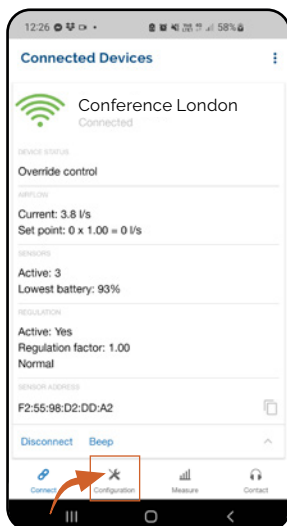 12:26
58%
Connected Devices
Conference London
Connected
DEVICE STATUS
Override control
AIRFLOW
Current: 3.8 l/s
Set point: 0 x 1.00 = 0 l/s
SENSORS
Active: 3
Lowest battery: 93%
REGULATION
Active: Yes
Regulation factor: 1.00
Normal
SENSOR ADDRESS
F2:55:98:D2:DD:A2
Disconnect Beep
Connect Configuration Measure Contact